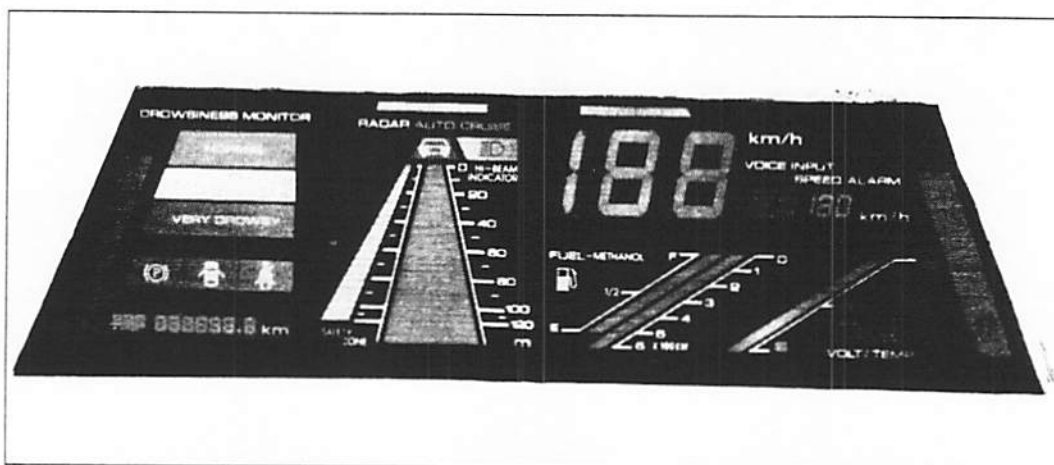 DROWSINESS MONITOR
VERY DROWSY
P
km
RADAR AUTO CRUISE
HI-BEAM
INDICATOR
0
20
40
60
80
100
120
m
SAFETY
ZONE
188
km/h
VOICE INPUT
SPEED ALARM
km/h
FUEL-METHANOL
F
1/2
E
0
1
2
3
4
5
6
VOLT/TEMP